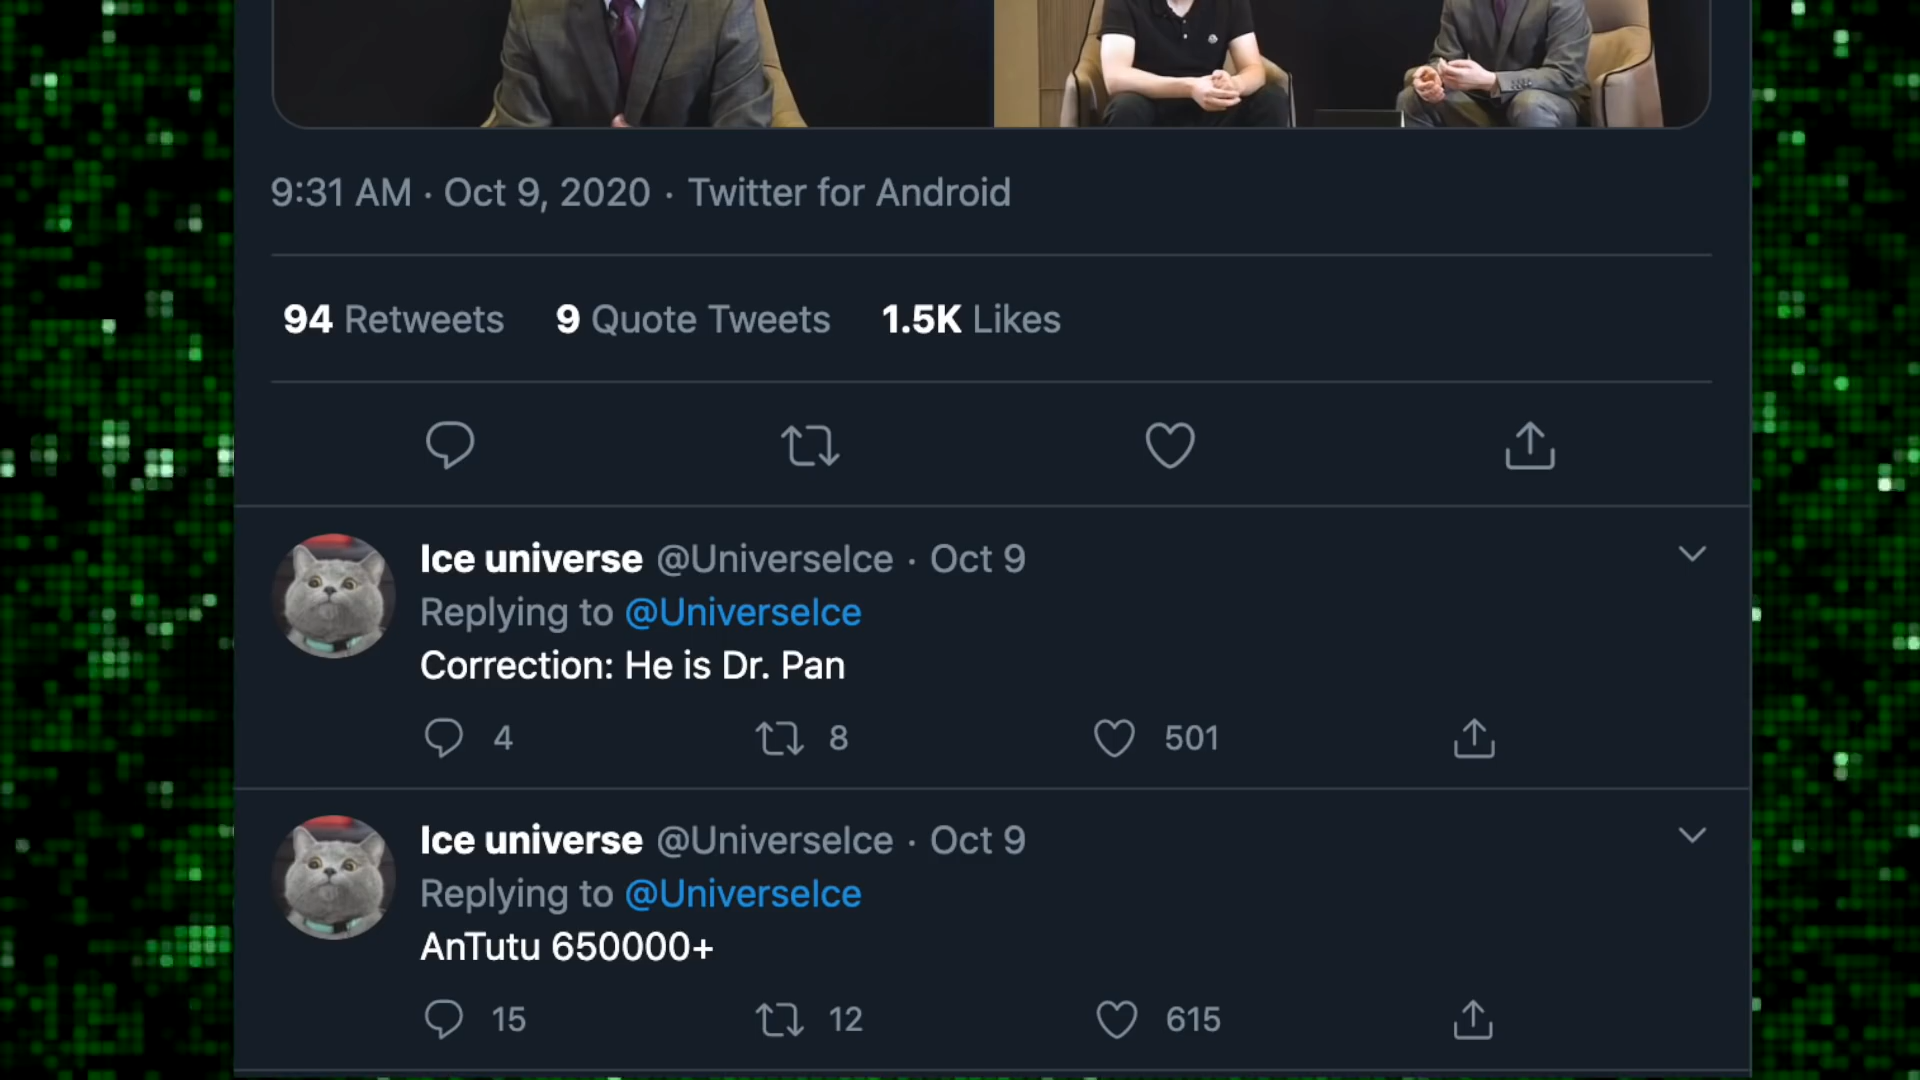 9:31 AM · Oct 9, 2020 · Twitter for Android
94 Retweets 9 Quote Tweets 1.5K Likes
Ice universe @UniverseIce · Oct 9
Replying to @UniverseIce
Correction: He is Dr. Pan
4 8 501
Ice universe @UniverseIce · Oct 9
Replying to @UniverseIce
AnTutu 650000+
15 12 615